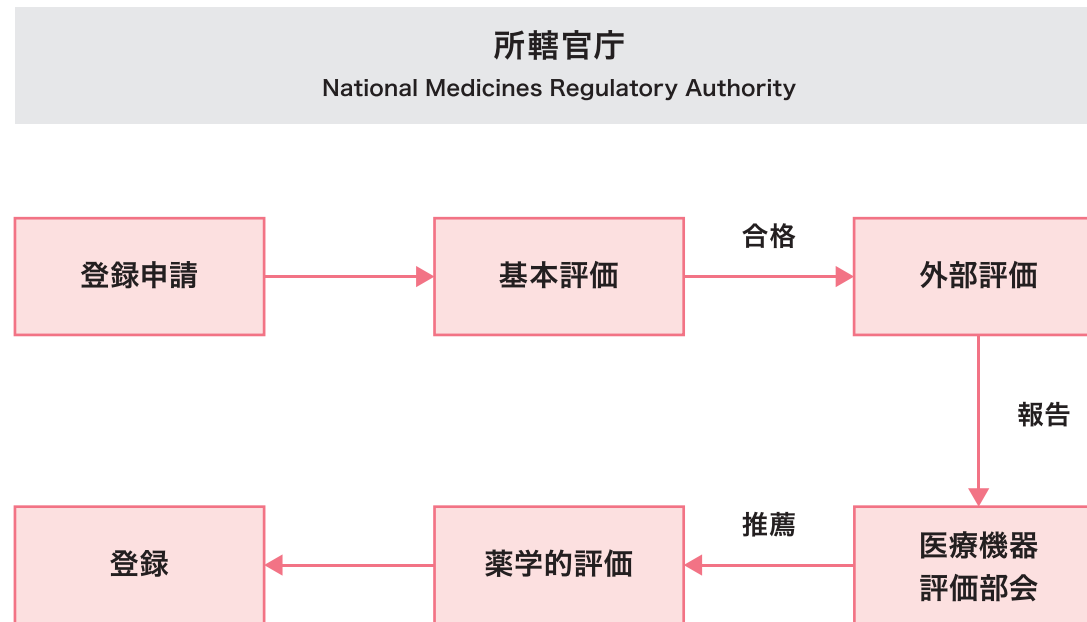 所轄官庁
National Medicines Regulatory Authority
登録申請
基本評価
合格
外部評価
報告
登録
薬学的評価
推薦
医療機器
評価部会